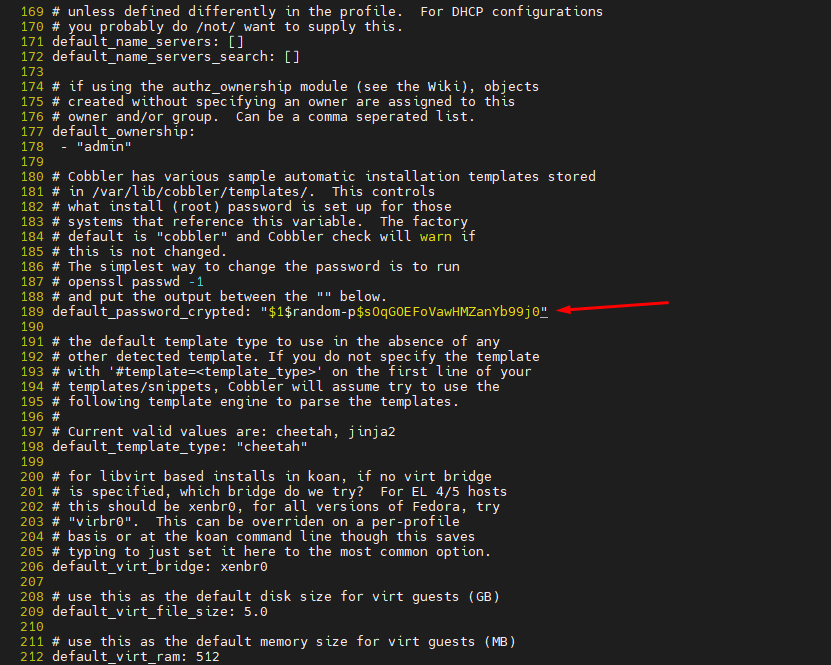 169 # unless defined differently in the profile.  For DHCP configurations
170 # you probably do /not/ want to supply this.
171 default_name_servers: []
172 default_name_servers_search: []
173
174 # if using the authz_ownership module (see the Wiki), objects
175 # created without specifying an owner are assigned to this
176 # owner and/or group.  Can be a comma seperated list.
177 default_ownership:
178  - "admin"
179
180 # Cobbler has various sample automatic installation templates stored
181 # in /var/lib/cobbler/templates/.  This controls
182 # what install (root) password is set up for those
183 # systems that reference this variable.  The factory
184 # default is "cobbler" and Cobbler check will warn if
185 # this is not changed.
186 # The simplest way to change the password is to run
187 # openssl passwd -1
188 # and put the output between the "" below.
189 default_password_crypted: "$1$random-p$sOqGOEFoVawHMZanYb99j0"
190
191 # the default template type to use in the absence of any
192 # other detected template. If you do not specify the template
193 # with '#template=<template_type>' on the first line of your
194 # templates/snippets, Cobbler will assume try to use the
195 # following template engine to parse the templates.
196 #
197 # Current valid values are: cheetah, jinja2
198 default_template_type: "cheetah"
199
200 # for libvirt based installs in koan, if no virt bridge
201 # is specified, which bridge do we try?  For EL 4/5 hosts
202 # this should be xenbr0, for all versions of Fedora, try
203 # "virbr0".  This can be overriden on a per-profile
204 # basis or at the koan command line though this saves
205 # typing to just set it here to the most common option.
206 default_virt_bridge: xenbr0
207
208 # use this as the default disk size for virt guests (GB)
209 default_virt_file_size: 5.0
210
211 # use this as the default memory size for virt guests (MB)
212 default_virt_ram: 512